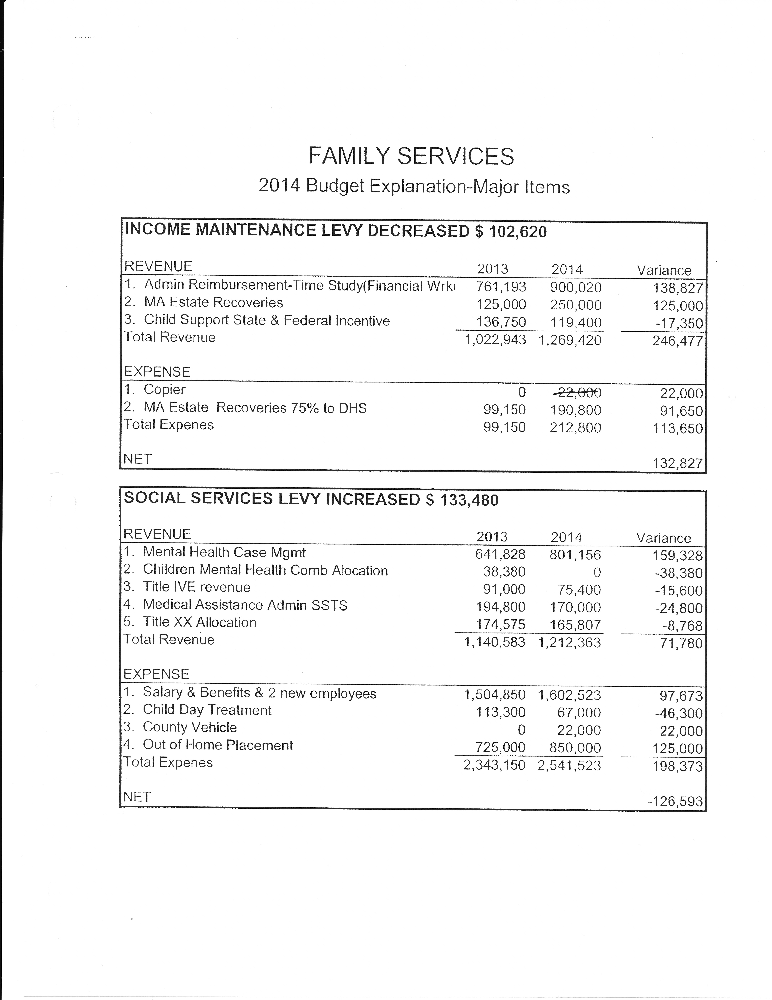 FAMILY SERVICES
2014 Budget Explanation-Major Items
INCOME MAINTENANCE LEVY DECREASED $ 102,620
REVENUE 2013 2014 Variance
1. Admin Reimbursement-Time Study(Financial Wrk 761,193 900,020 138,827
2. MA Estate Recoveries 125,000 250,000 125,000
3. Child Support State & Federal Incentive 136,750 119,400 -17,350
Total Revenue 1,022,943 1,269,420 246,477
EXPENSE
1. Copier 0 22,000 22,000
2. MA Estate Recoveries 75% to DHS 99,150 190,800 91,650
Total Expenes 99,150 212,800 113,650
NET 132,827
SOCIAL SERVICES LEVY INCREASED $ 133,480
REVENUE 2013 2014 Variance
1. Mental Health Case Mgmt 641,828 801,156 159,328
2. Children Mental Health Comb Alocation 38,380 0 -38,380
3. Title IVE revenue 91,000 75,400 -15,600
4. Medical Assistance Admin SSTS 194,800 170,000 -24,800
5. Title XX Allocation 174,575 165,807 -8,768
Total Revenue 1,140,583 1,212,363 71,780
EXPENSE
1. Salary & Benefits & 2 new employees 1,504,850 1,602,523 97,673
2. Child Day Treatment 113,300 67,000 -46,300
3. County Vehicle 0 22,000 22,000
4. Out of Home Placement 725,000 850,000 125,000
Total Expenes 2,343,150 2,541,523 198,373
NET -126,593